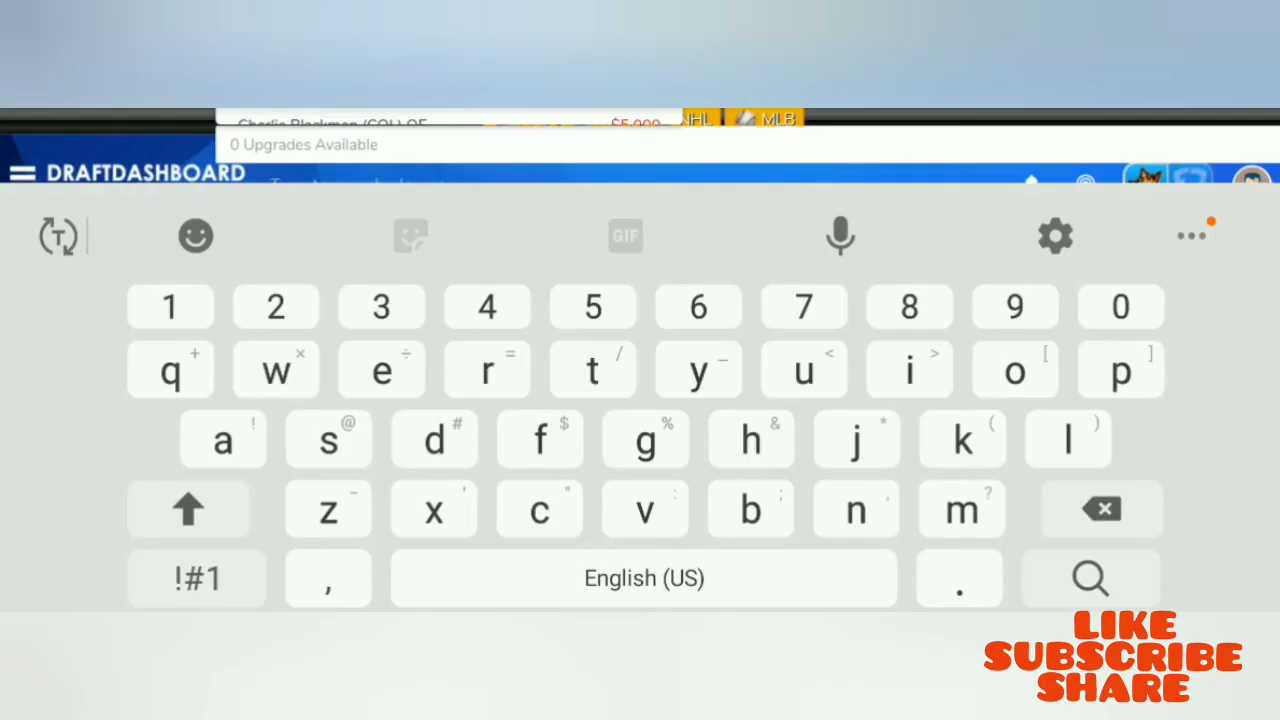 NHL MLB
0 Upgrades Available
DRAFTDASHBOARD
T
GIF
1 2 3 4 5 6 7 8 9 0
q + w × e ÷ r = t / y _ u < i > o [ p ]
a ! s @ d # f $ g % h & j * k ( l )
z - x ' c " v : b ; n , m ?
!#1 , English (US) .
LIKE
SUBSCRIBE
SHARE